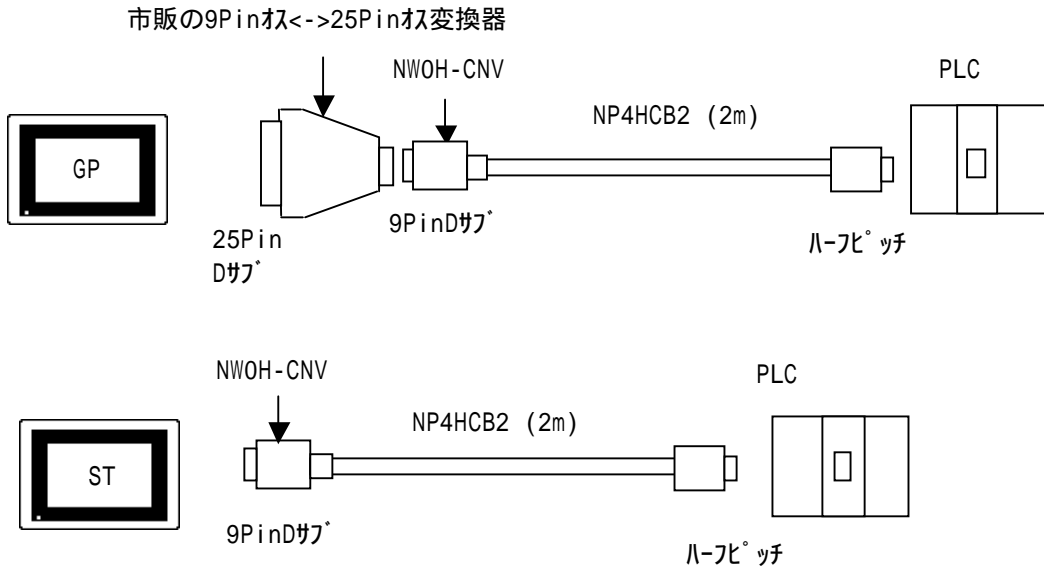 市販の9Pinオス<->25Pinオス変換器
NWOH-CNV
PLC
NP4HCB2 (2m)
GP
9PinDサブ
25Pin
Dサブ
ハーフピッチ
NWOH-CNV
PLC
NP4HCB2 (2m)
ST
9PinDサブ
ハーフピッチ